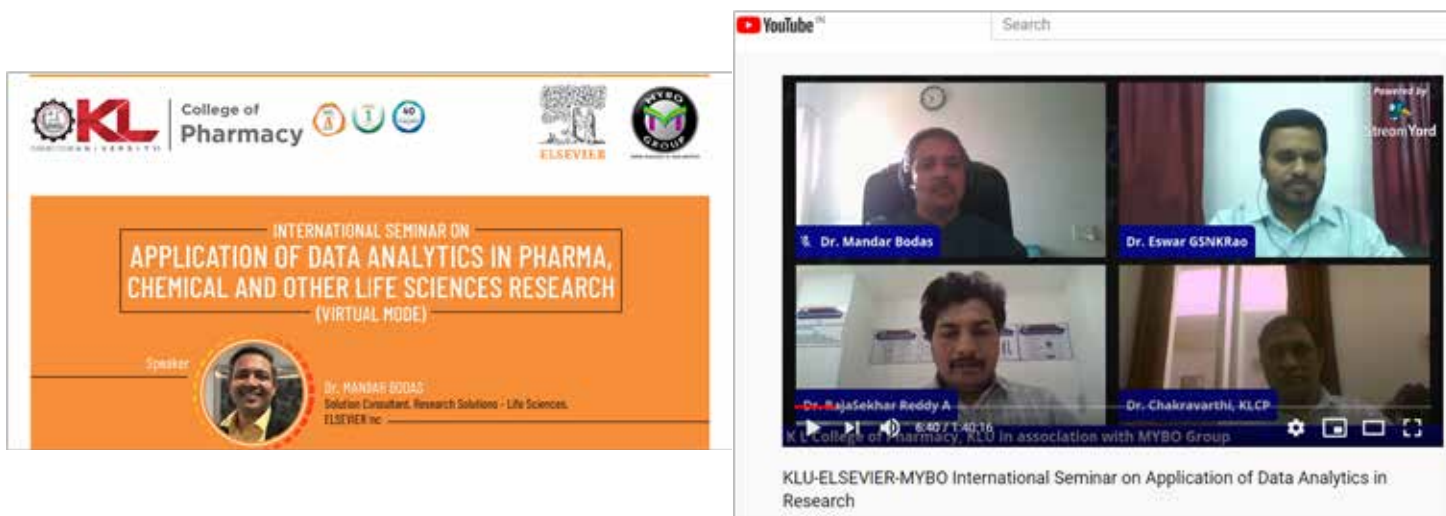 KL
College of
Pharmacy
ELSEVIER
MYBO
GROUP
INTERNATIONAL SEMINAR ON
APPLICATION OF DATA ANALYTICS IN PHARMA,
CHEMICAL AND OTHER LIFE SCIENCES RESEARCH
(VIRTUAL MODE)
Speaker
Dr. MANDAR BODAS
Solution Consultant, Research Solutions - Life Sciences,
ELSEVIER Inc
YouTube IN
Search
Powered by
StreamYard
Dr. Mandar Bodas
Dr. Eswar GSNKRao
Dr. RajaSekhar Reddy A
Dr. Chakravarthi, KLCP
6:40 / 1:40:16
K L College of Pharmacy, KLU in association with MYBO Group
KLU-ELSEVIER-MYBO International Seminar on Application of Data Analytics in
Research